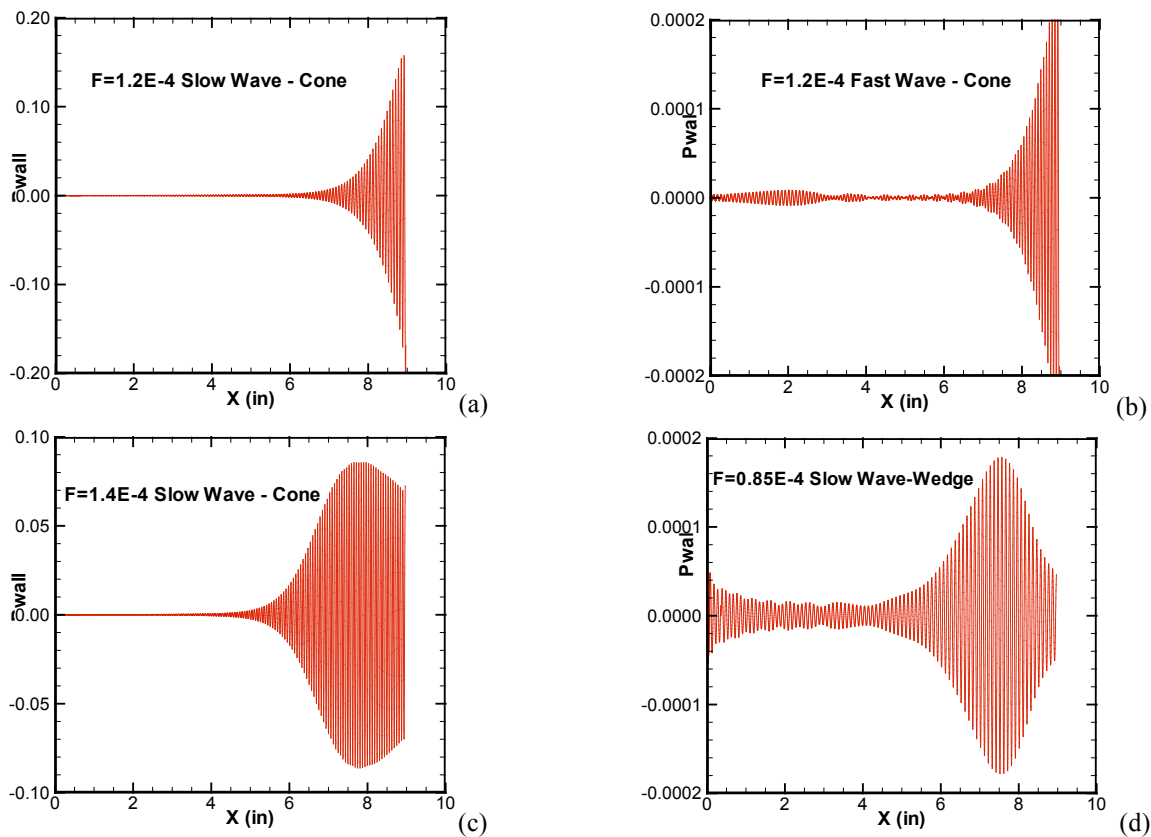 0.20
0.10
0.00
-0.10
-0.20
F=1.2E-4 Slow Wave - Cone
Pwall
0 2 4 6 8 10
X (in)
(a)
0.0002
0.0001
0.0000
-0.0001
-0.0002
F=1.2E-4 Fast Wave - Cone
Pwal
0 2 4 6 8 10
X (in)
(b)
0.10
0.05
0.00
-0.05
-0.10
F=1.4E-4 Slow Wave - Cone
Pwall
0 2 4 6 8 10
X (in)
(c)
0.0002
0.0001
0.0000
-0.0001
-0.0002
F=0.85E-4 Slow Wave-Wedge
Pwal
0 2 4 6 8 10
X (in)
(d)